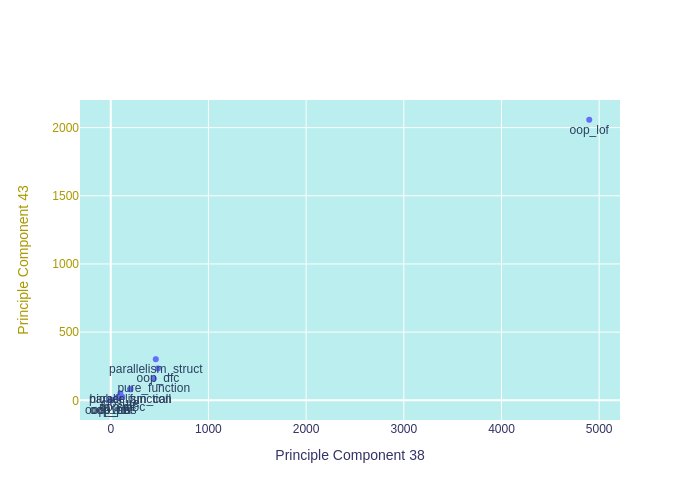 2000
1500
1000
500
0
Principle Component 43
oop_lof
parallelism_struct
oop_dfc
pure_function
0
1000
2000
3000
4000
5000
Principle Component 38